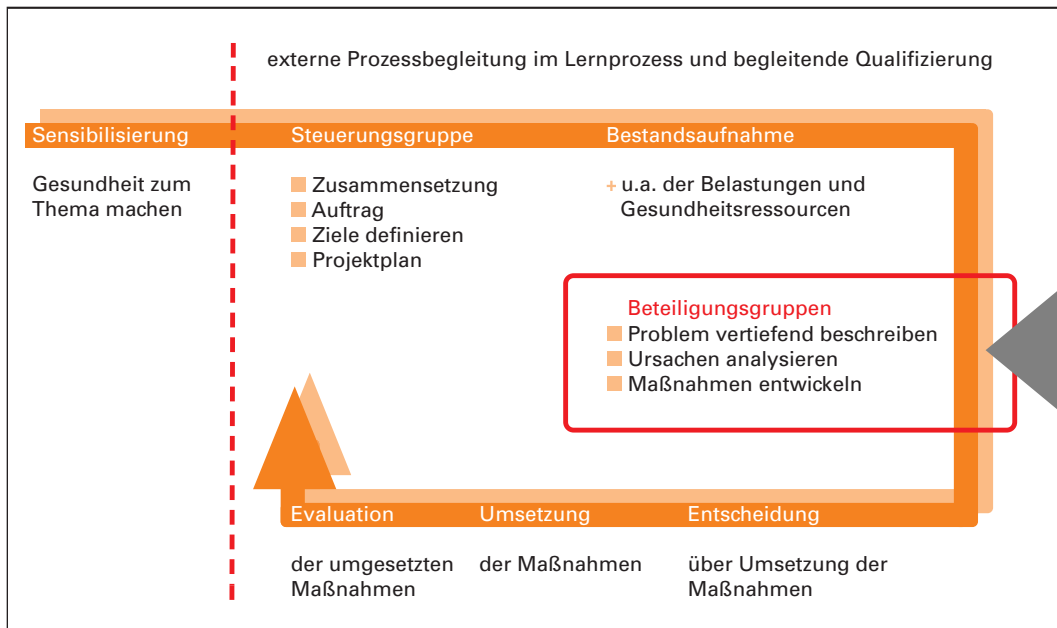 externe Prozessbegleitung im Lernprozess und begleitende Qualifizierung
Sensibilisierung
Gesundheit zum
Thema machen
Steuerungsgruppe
Zusammensetzung
Auftrag
Ziele definieren
Projektplan
Bestandsaufnahme
+ u.a. der Belastungen und
Gesundheitsressourcen
Beteiligungsgruppen
Problem vertiefend beschreiben
Ursachen analysieren
Maßnahmen entwickeln
Evaluation
der umgesetzten
Maßnahmen
Umsetzung
der Maßnahmen
Entscheidung
über Umsetzung der
Maßnahmen